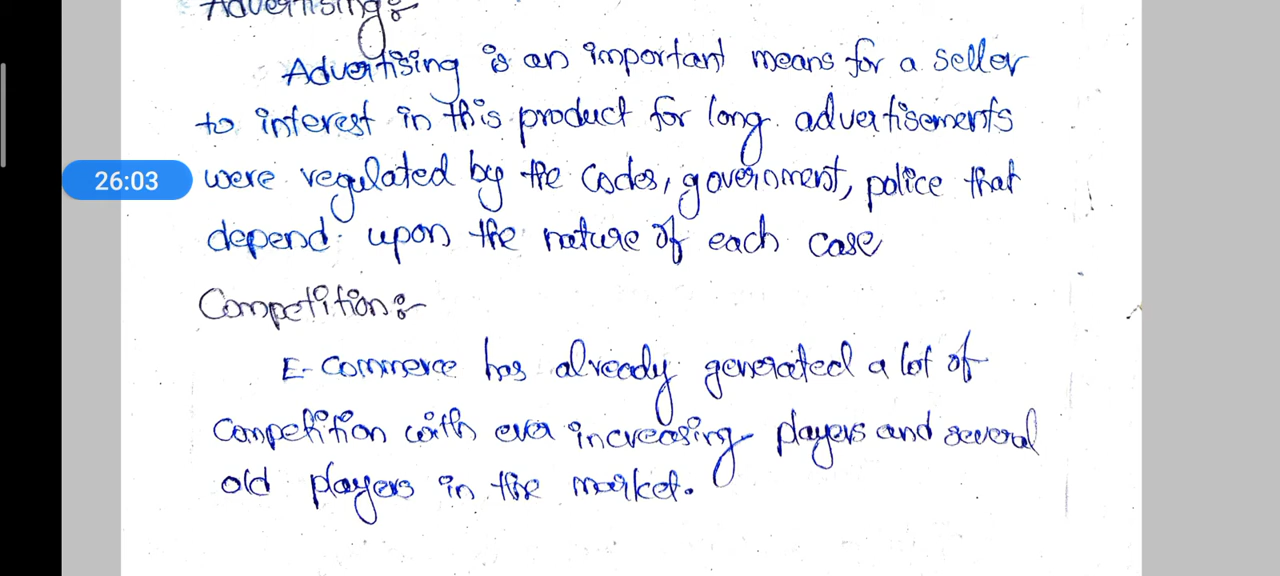 Advertising:-
Advertising is an important means for a seller
to interest in this product for long advertisements
26:03
were regulated by the codes, government, police that
depend upon the nature of each case
Competition:-
E-Commerce has already generated a lot of
Competition with ever increasing players and several
old players in the market.